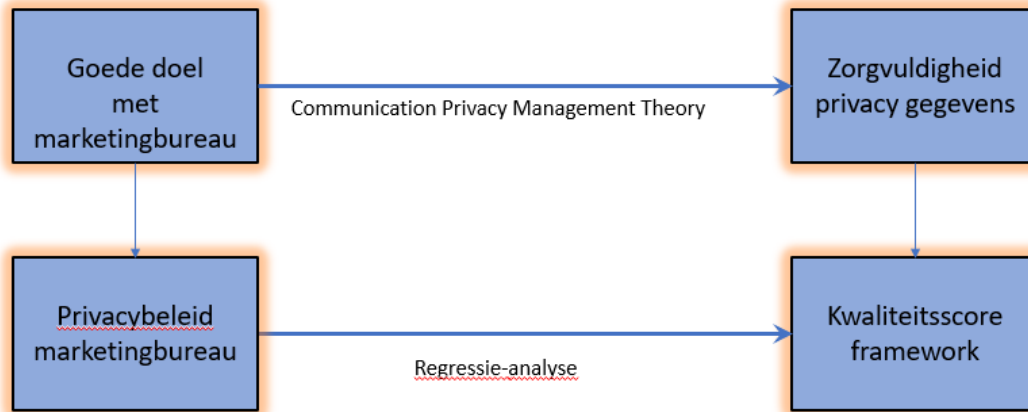 Goede doel
met
marketingbureau
Communication Privacy Management Theory
Zorgvuldigheid
privacy gegevens
Privacybeleid
marketingbureau
Regressie-analyse
Kwaliteitsscore
framework